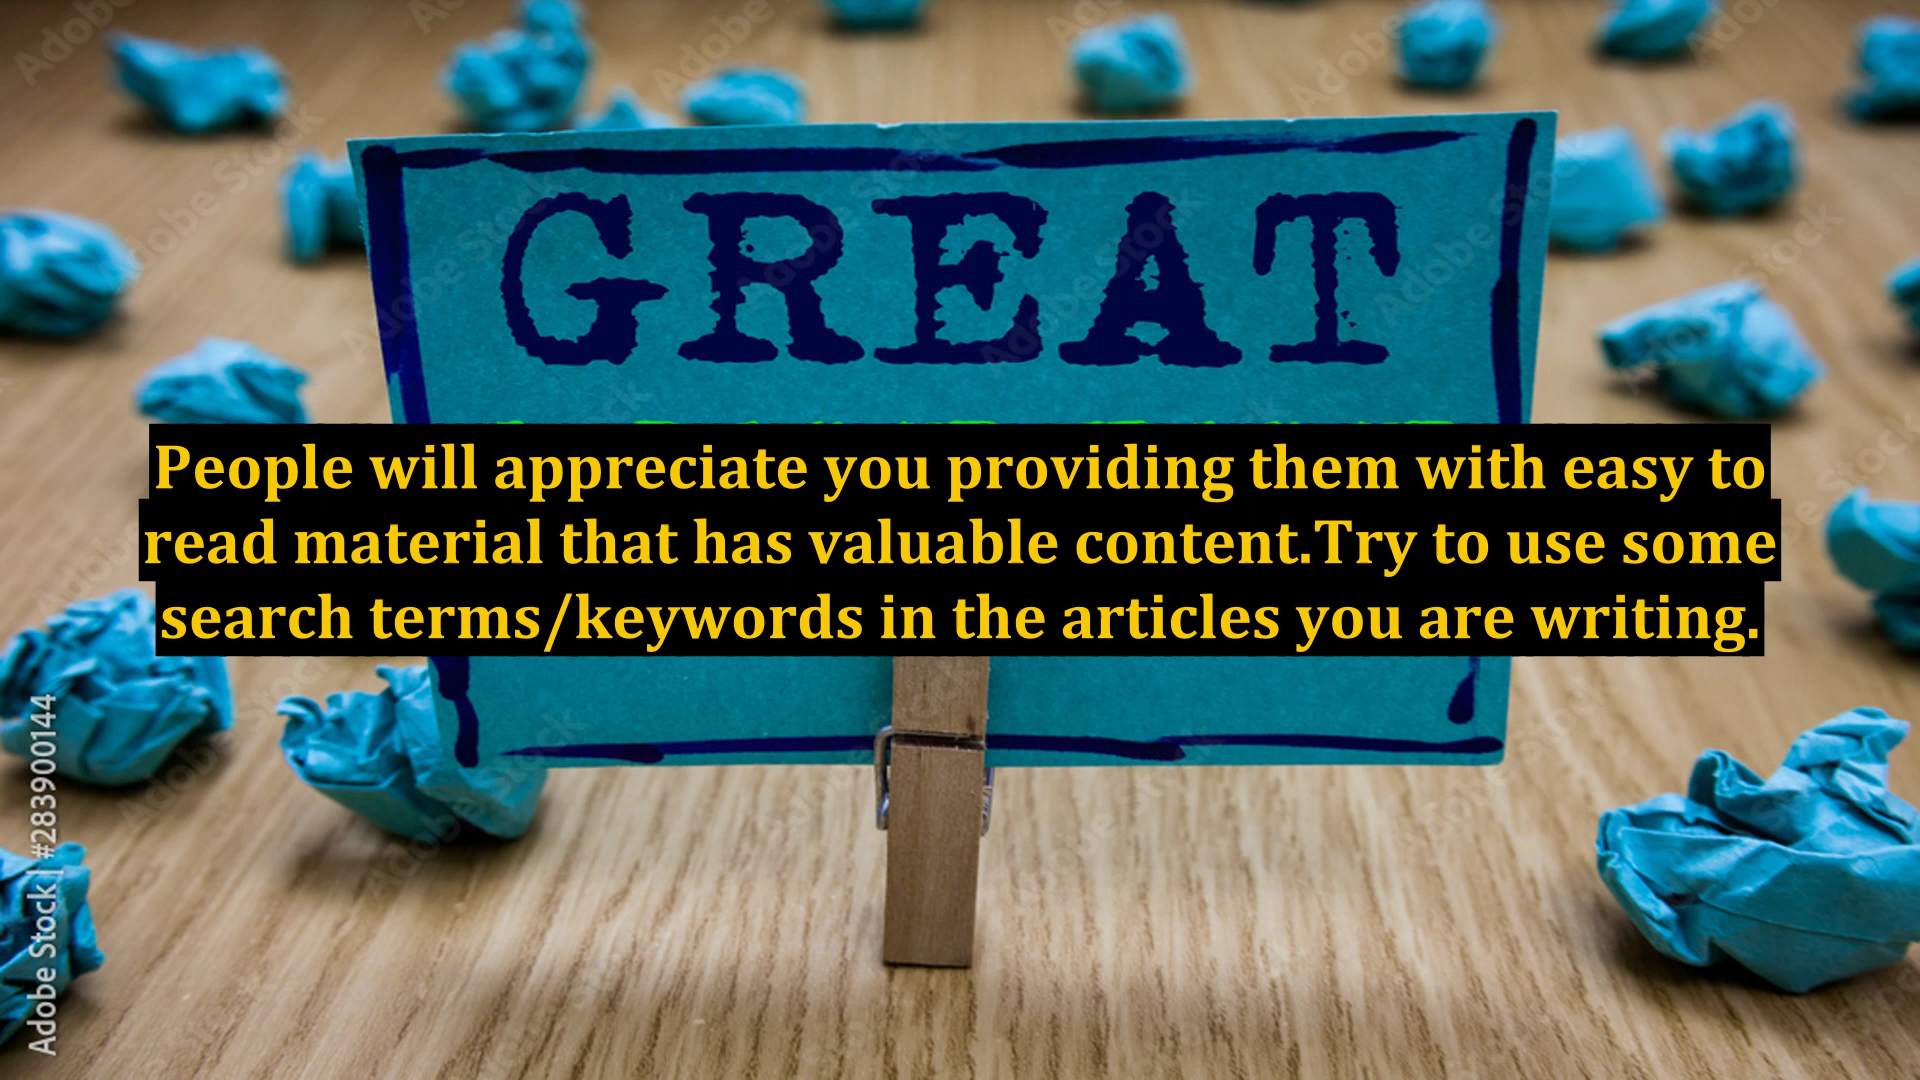 GREAT
People will appreciate you providing them with easy to
read material that has valuable content.Try to use some
search terms/keywords in the articles you are writing.
Adobe Stock | #283900144